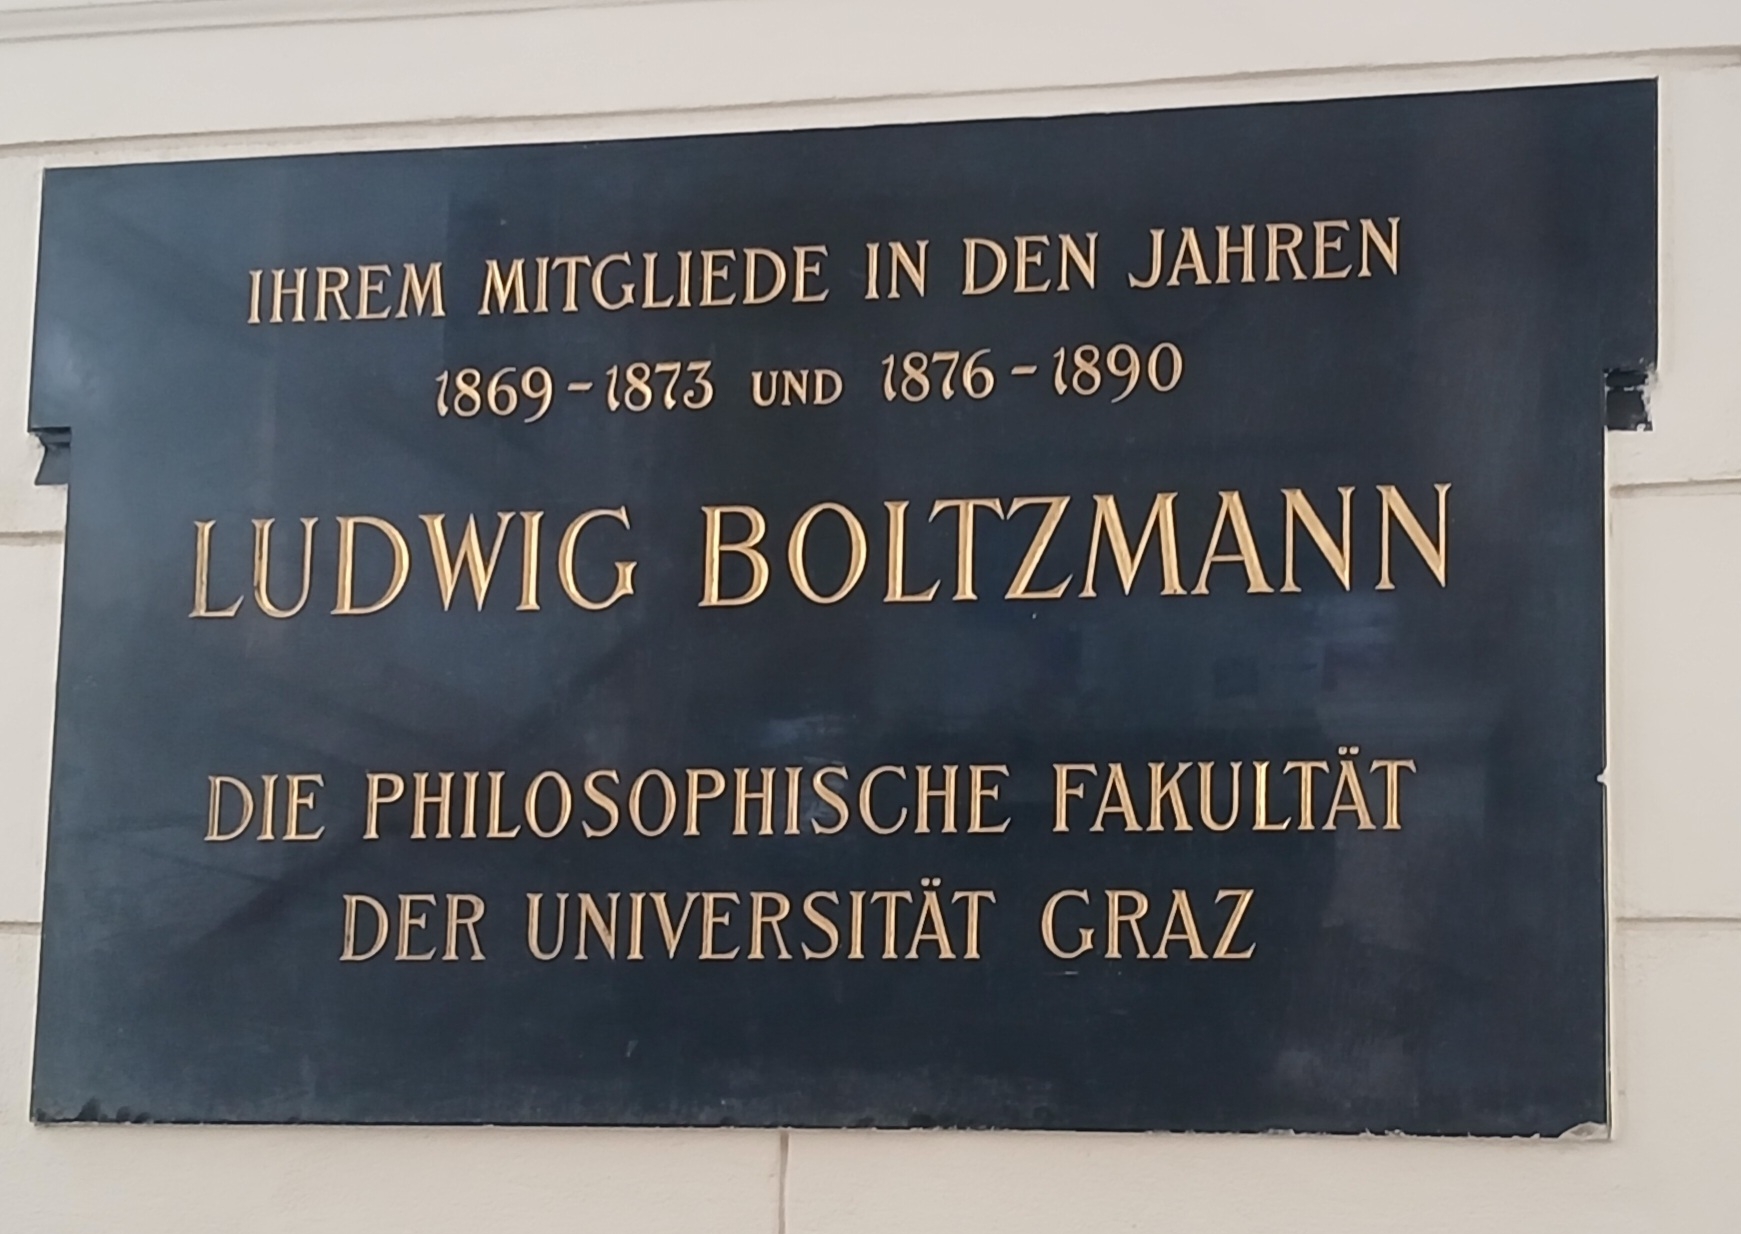 IHREM MITGLIEDE IN DEN JAHREN
1869-1873 UND 1876-1890
LUDWIG BOLTZMANN
DIE PHILOSOPHISCHE FAKULTÄT
DER UNIVERSITÄT GRAZ